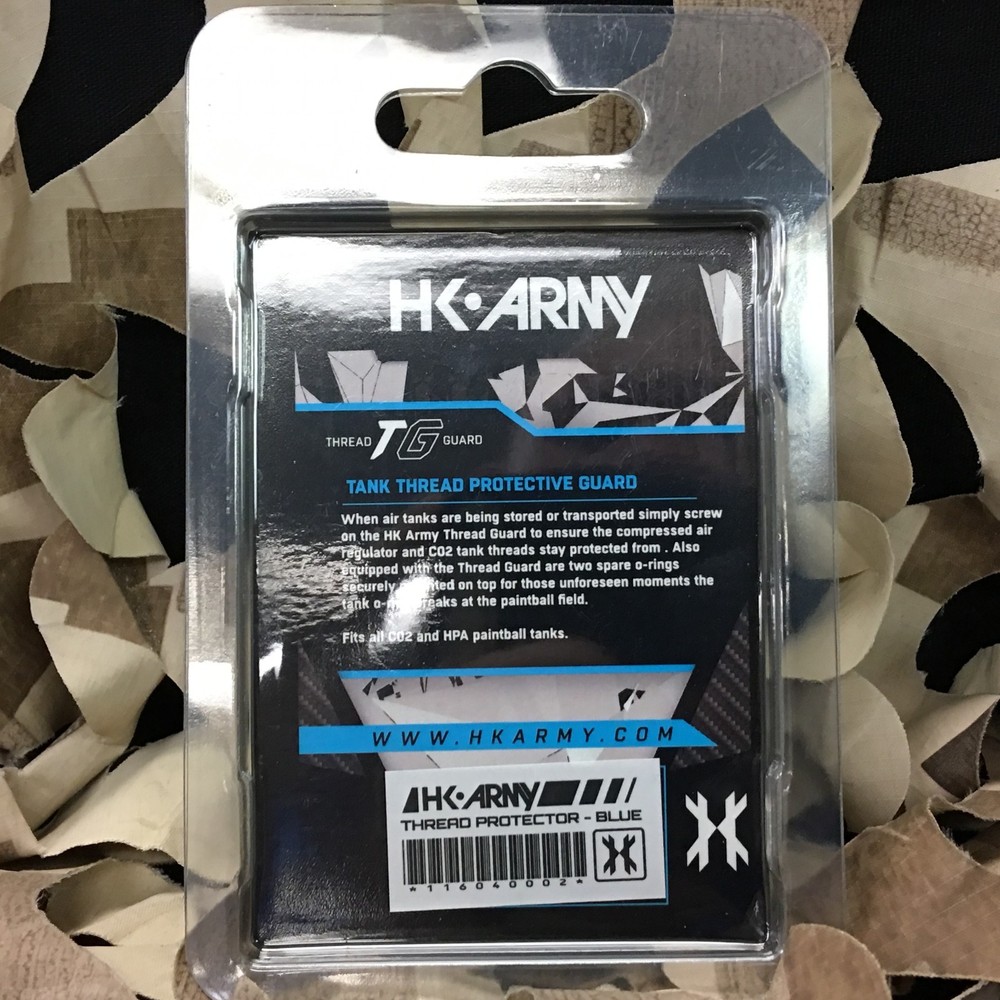 HK·ARMY
THREAD TG GUARD
TANK THREAD PROTECTIVE GUARD
When air tanks are being stored or transported simply screw
on the HK Army Thread Guard to ensure the compressed air
regulator and CO2 tank threads stay protected from . Also
equipped with the Thread Guard are two spare o-rings
securely on top for those unforeseen moments the
tank at the paintball field.
Fits all CO2 and HPA paintball tanks.
WWW.HKARMY.COM
HK·ARMY
THREAD PROTECTOR - BLUE
*116040002*